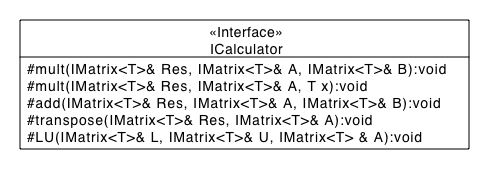 «Interface»
ICalculator
#mult(IMatrix<T>& Res, IMatrix<T>& A, IMatrix<T>& B):void
#mult(IMatrix<T>& Res, IMatrix<T>& A, T x):void
#add(IMatrix<T>& Res, IMatrix<T>& A, IMatrix<T>& B):void
#transpose(IMatrix<T>& Res, IMatrix<T>& A):void
#LU(IMatrix<T>& L, IMatrix<T>& U, IMatrix<T> & A):void